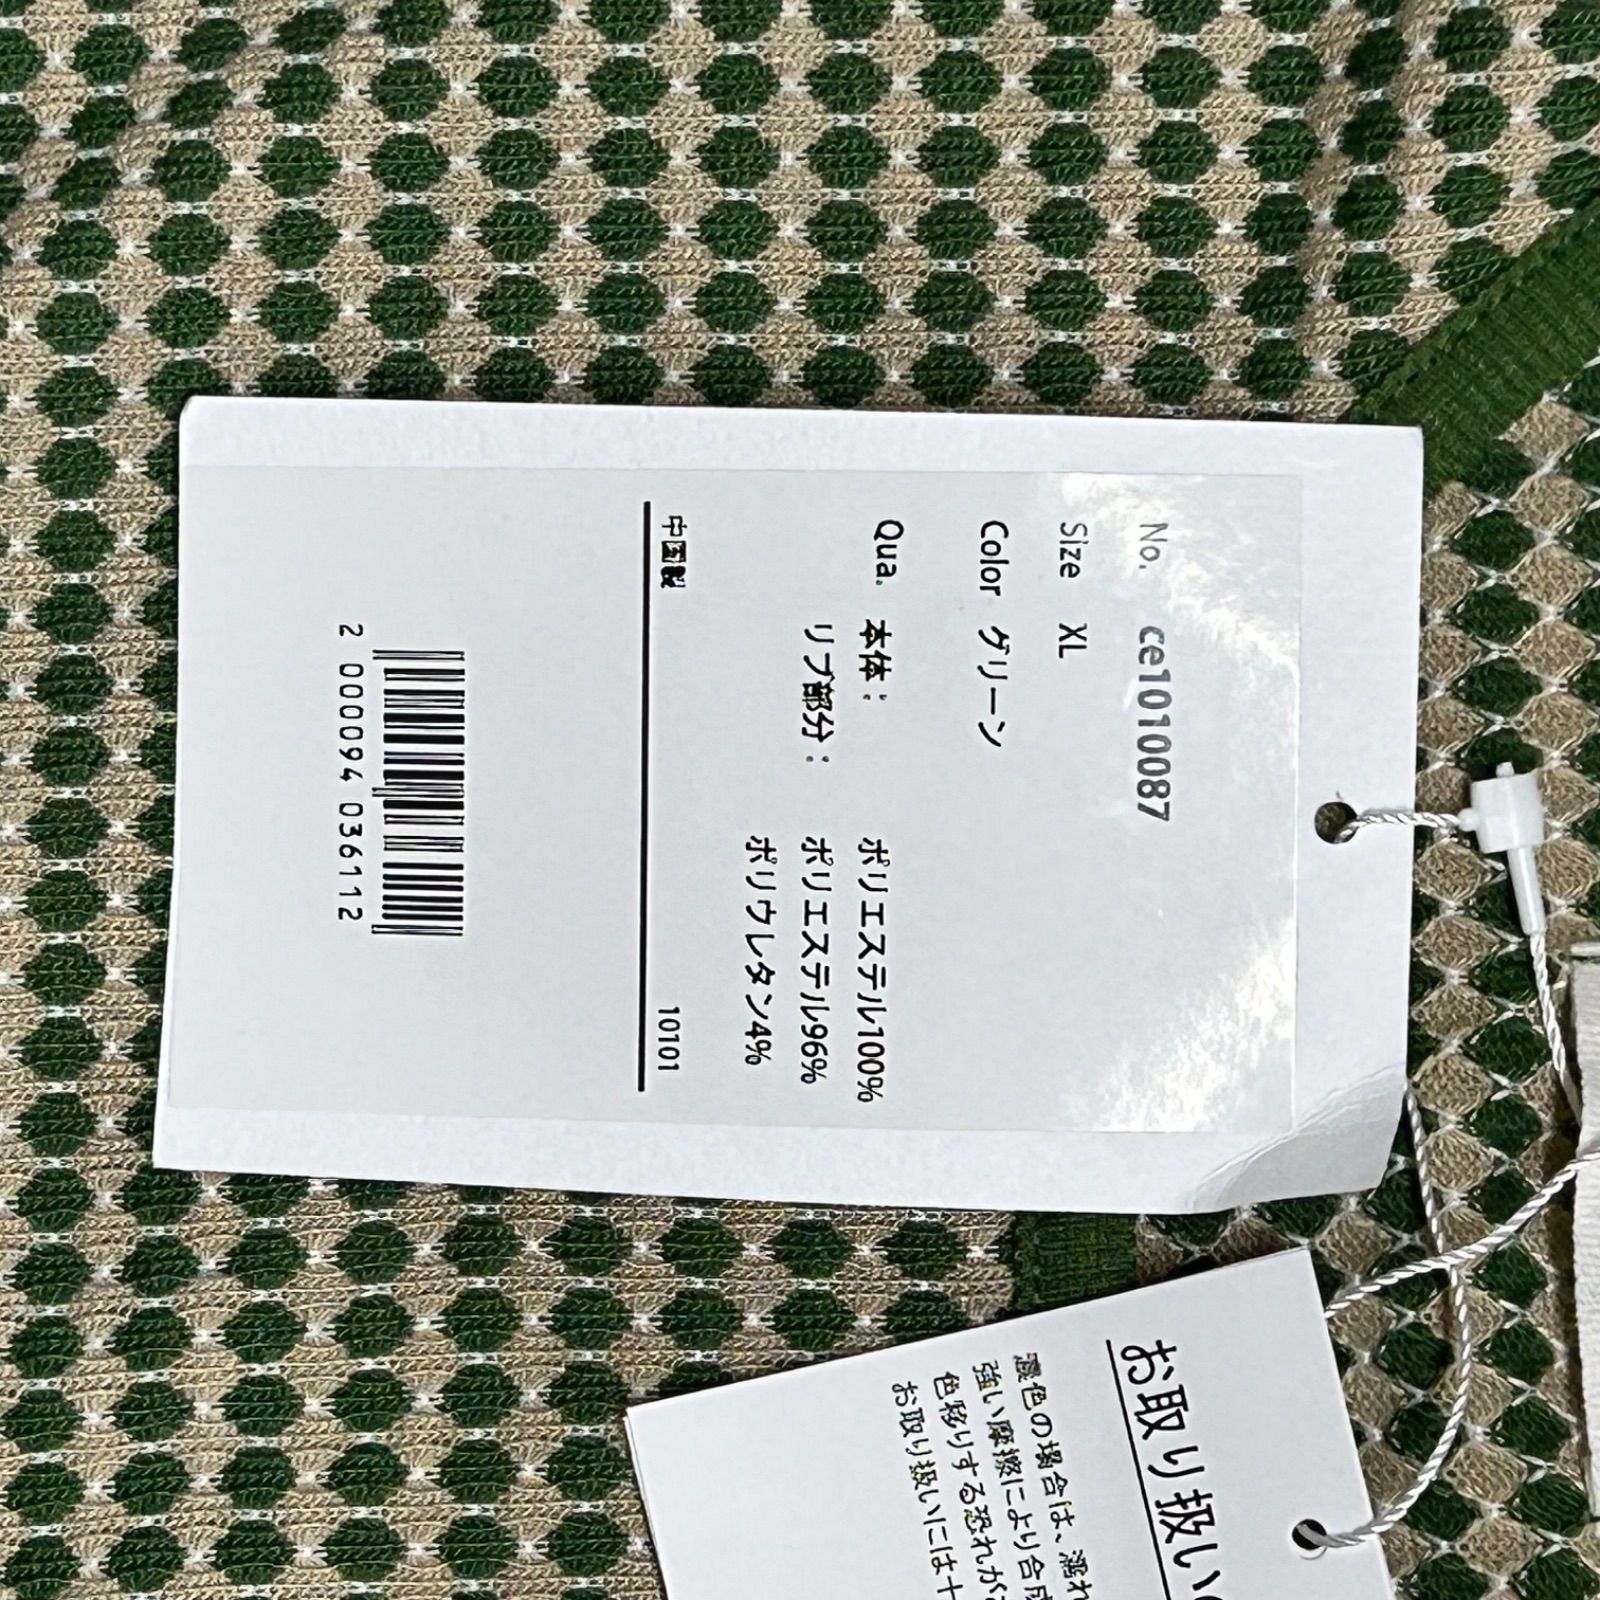 No. ce1010087
Size XL
Color グリーン
Qua. 本体： ポリエステル100%
リブ部分： ポリエステル96%
ポリウレタン4%
中国製 10101
2 000094 036112
お取り扱い
濃色の場合は、濡れ
強い摩擦により合成
色移りする恐れが
お取り扱いには十